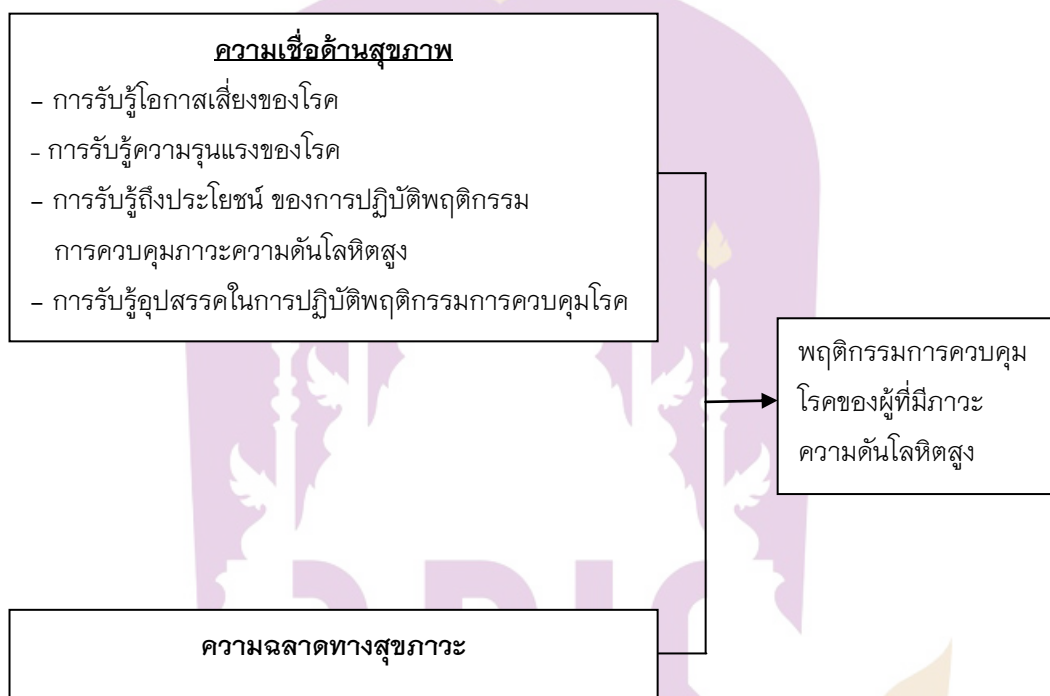 ความเชื่อด้านสุขภาพ
– การรับรู้โอกาสเสี่ยงของโรค
- การรับรู้ความรุนแรงของโรค
– การรับรู้ถึงประโยชน์ ของการปฏิบัติพฤติกรรม
การควบคุมภาวะความดันโลหิตสูง
– การรับรู้อุปสรรคในการปฏิบัติพฤติกรรมการควบคุมโรค
พฤติกรรมการควบคุม
โรคของผู้ที่มีภาวะ
ความดันโลหิตสูง
ความฉลาดทางสุขภาวะ